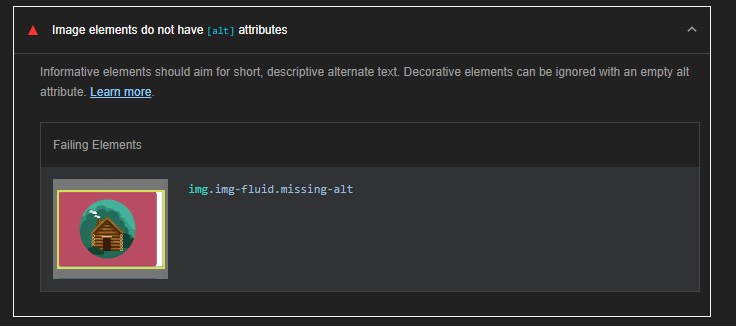 Image elements do not have [alt] attributes
Informative elements should aim for short, descriptive alternate text. Decorative elements can be ignored with an empty alt
attribute. Learn more.
Failing Elements
img.img-fluid.missing-alt